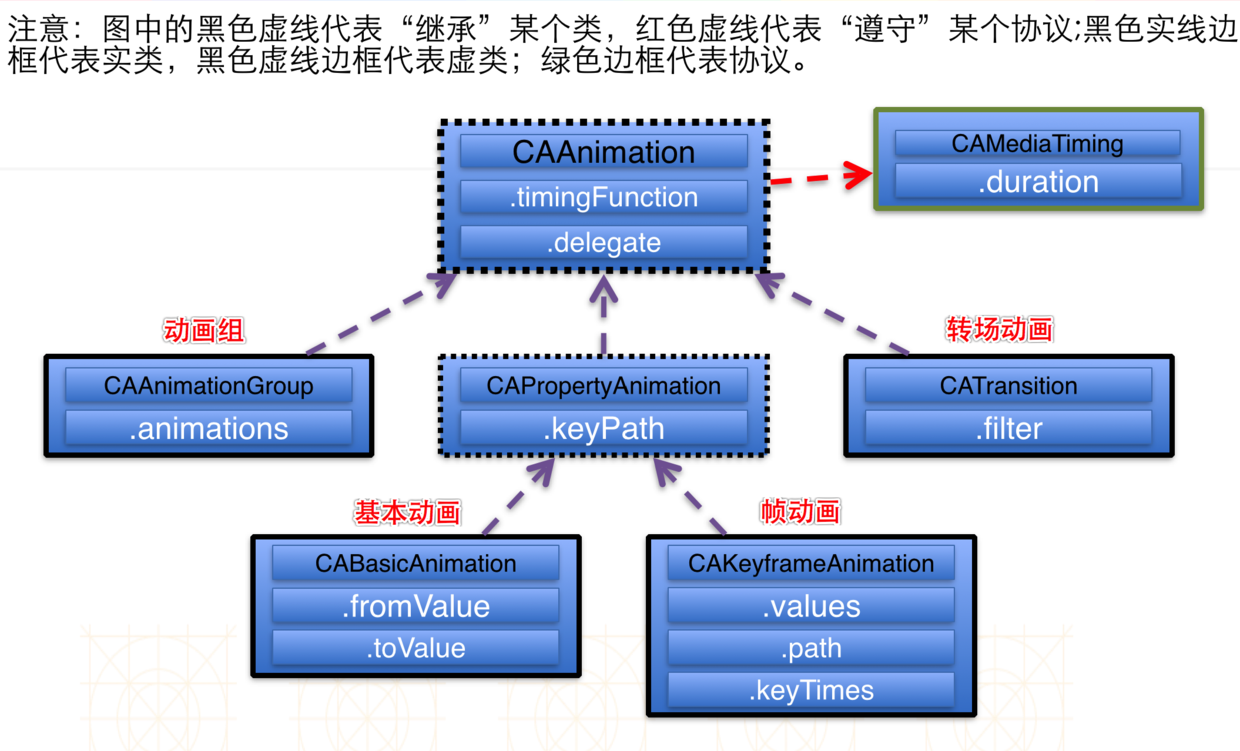 注意：图中的黑色虚线代表“继承”某个类，红色虚线代表“遵守”某个协议;黑色实线边
框代表实类，黑色虚线边框代表虚类；绿色边框代表协议。
CAAnimation
.timingFunction
.delegate
CAMediaTiming
.duration
动画组
CAAnimationGroup
.animations
CAPropertyAnimation
.keyPath
转场动画
CATransition
.filter
基本动画
CABasicAnimation
.fromValue
.toValue
帧动画
CAKeyframeAnimation
.values
.path
.keyTimes